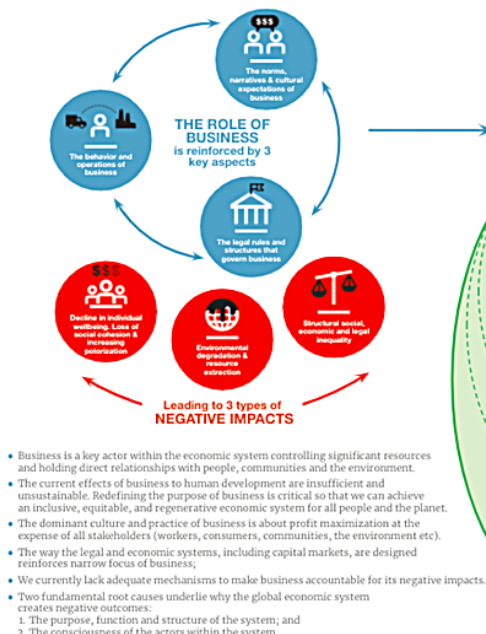 $$$
The norms,
narratives & cultural
expectations of
business
THE ROLE OF
BUSINESS
is reinforced by 3
key aspects
The behavior and
operations of
business
The legal rules and
structures that
govern business
$$$
Decline in individual
wellbeing. Loss of
social cohesion &
increasing
polorization
Environmental
degradation &
resource
extraction
Structural social,
economic and legal
inequality
Leading to 3 types of
NEGATIVE IMPACTS
• Business is a key actor within the economic system controlling significant resources
and holding direct relationships with people, communities and the environment.
• The current effects of business to human development are insufficient and
unsustainable. Redefining the purpose of business is critical so that we can achieve
an inclusive, equitable, and regenerative economic system for all people and the planet.
• The dominant culture and practice of business is about profit maximization at the
expense of all stakeholders (workers, consumers, communities, the environment etc).
• The way the legal and economic systems, including capital markets, are designed
reinforces narrow focus of business;
• We currently lack adequate mechanisms to make business accountable for its negative impacts.
• Two fundamental root causes underlie why the global economic system
creates negative outcomes:
1. The purpose, function and structure of the system; and
2. The consciousness of the actors within the system